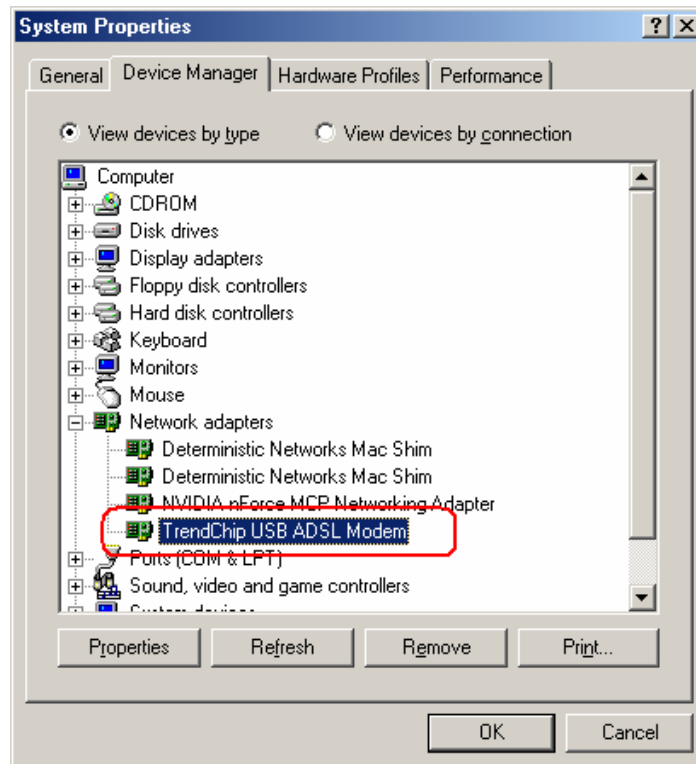 System Properties
General Device Manager Hardware Profiles Performance
View devices by type View devices by connection
Computer
CDROM
Disk drives
Display adapters
Floppy disk controllers
Hard disk controllers
Keyboard
Monitors
Mouse
Network adapters
Deterministic Networks Mac Shim
Deterministic Networks Mac Shim
NVIDIA nForce MCP Networking Adapter
TrendChip USB ADSL Modem
Ports (COM & LPT)
Sound, video and game controllers
System devices
Properties Refresh Remove Print...
OK Cancel